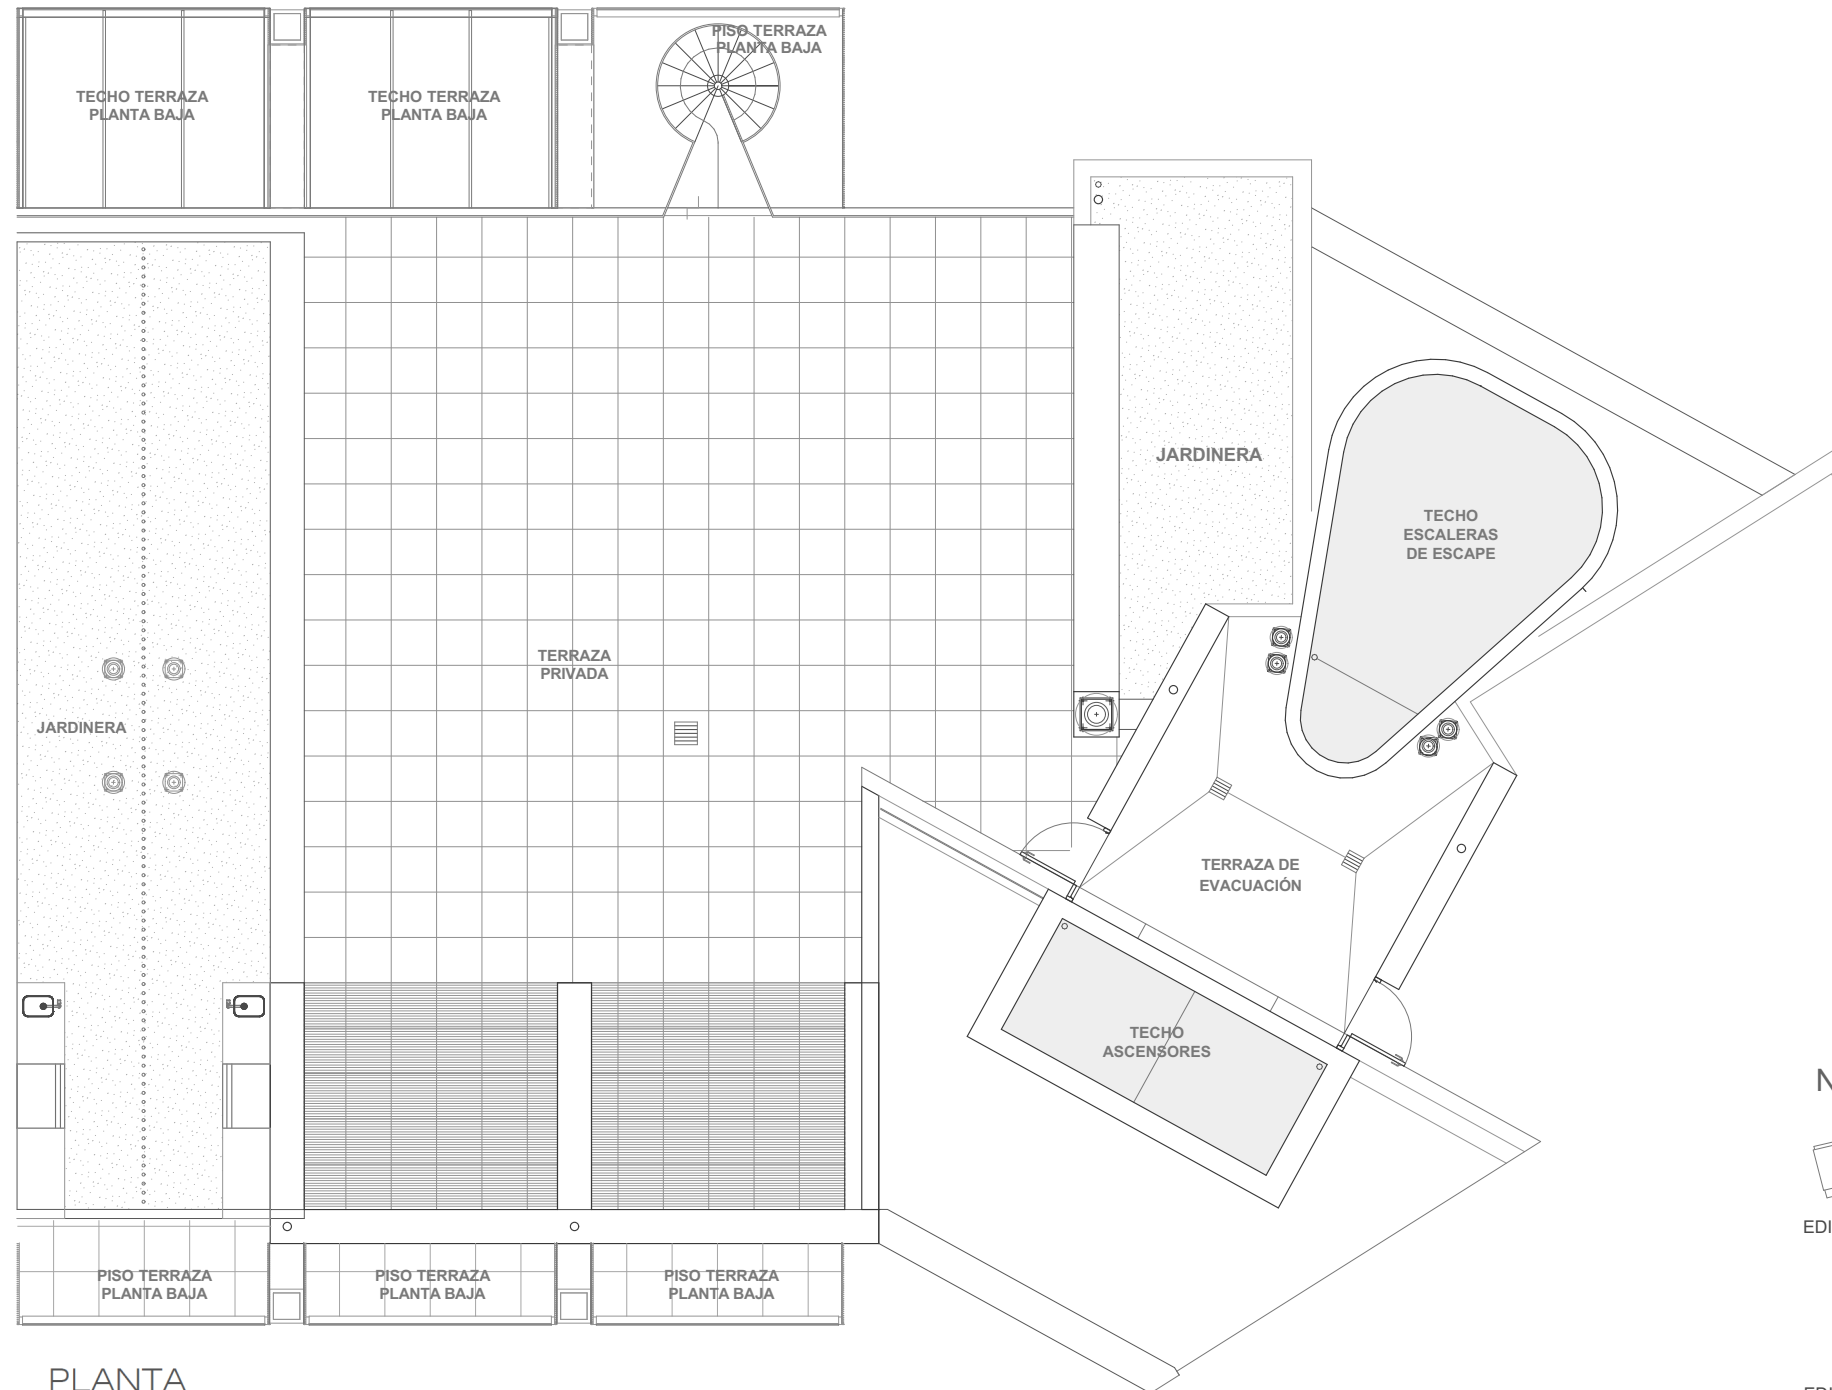 PISO TERRAZA
PLANTA BAJA
TECHO TERRAZA
PLANTA BAJA
TECHO TERRAZA
PLANTA BAJA
JARDINERA
TECHO
ESCALERAS
DE ESCAPE
TERRAZA
PRIVADA
JARDINERA
TERRAZA DE
EVACUACIÓN
TECHO
ASCENSORES
N
EDI
PISO TERRAZA
PLANTA BAJA
PISO TERRAZA
PLANTA BAJA
PISO TERRAZA
PLANTA BAJA
PLANTA